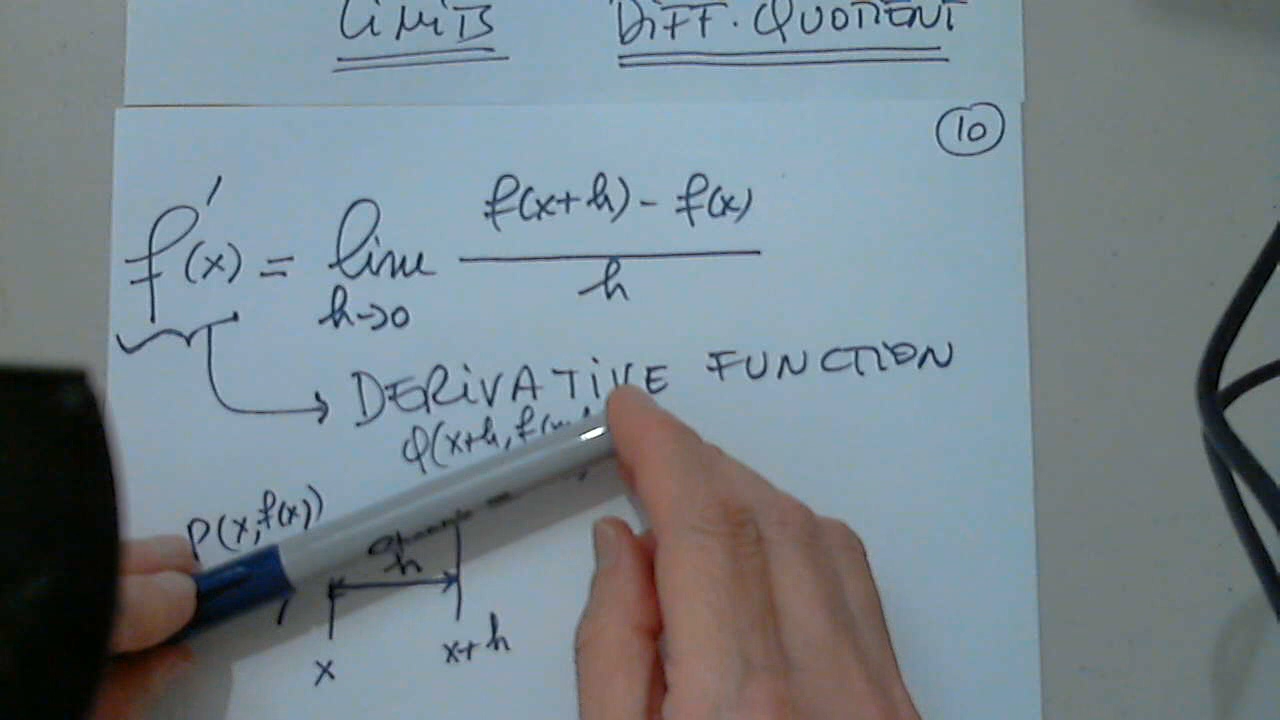 LIMITS DIFF. QUOTIENT
10
f'(x) = lim f(x+h) - f(x)
h→0 h
DERIVATIVE FUNCTION
Q(x+h, f(
P(x, f(x))
h
x x+h